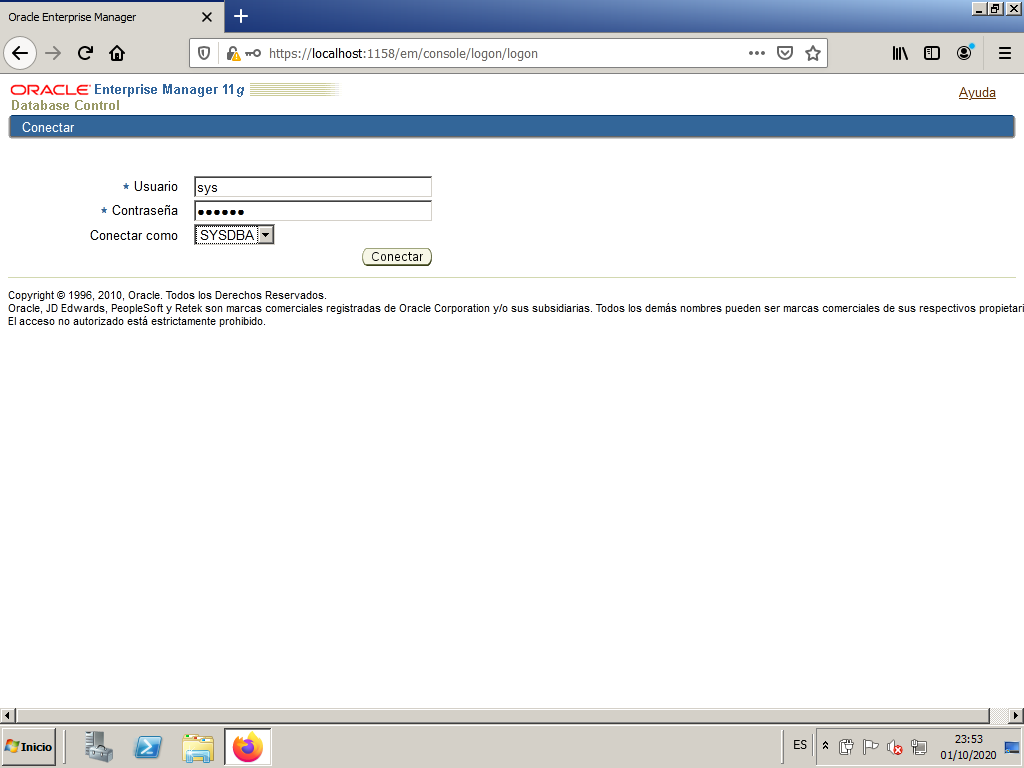 Oracle Enterprise Manager
https://localhost:1158/em/console/logon/logon
ORACLE Enterprise Manager 11g
Database Control
Ayuda
Conectar
* Usuario sys
* Contraseña ●●●●●●
Conectar como SYSDBA
Conectar
Copyright © 1996, 2010, Oracle. Todos los Derechos Reservados.
Oracle, JD Edwards, PeopleSoft y Retek son marcas comerciales registradas de Oracle Corporation y/o sus subsidiarias. Todos los demás nombres pueden ser marcas comerciales de sus respectivos propietari
El acceso no autorizado está estrictamente prohibido.
Inicio
ES
23:53
01/10/2020